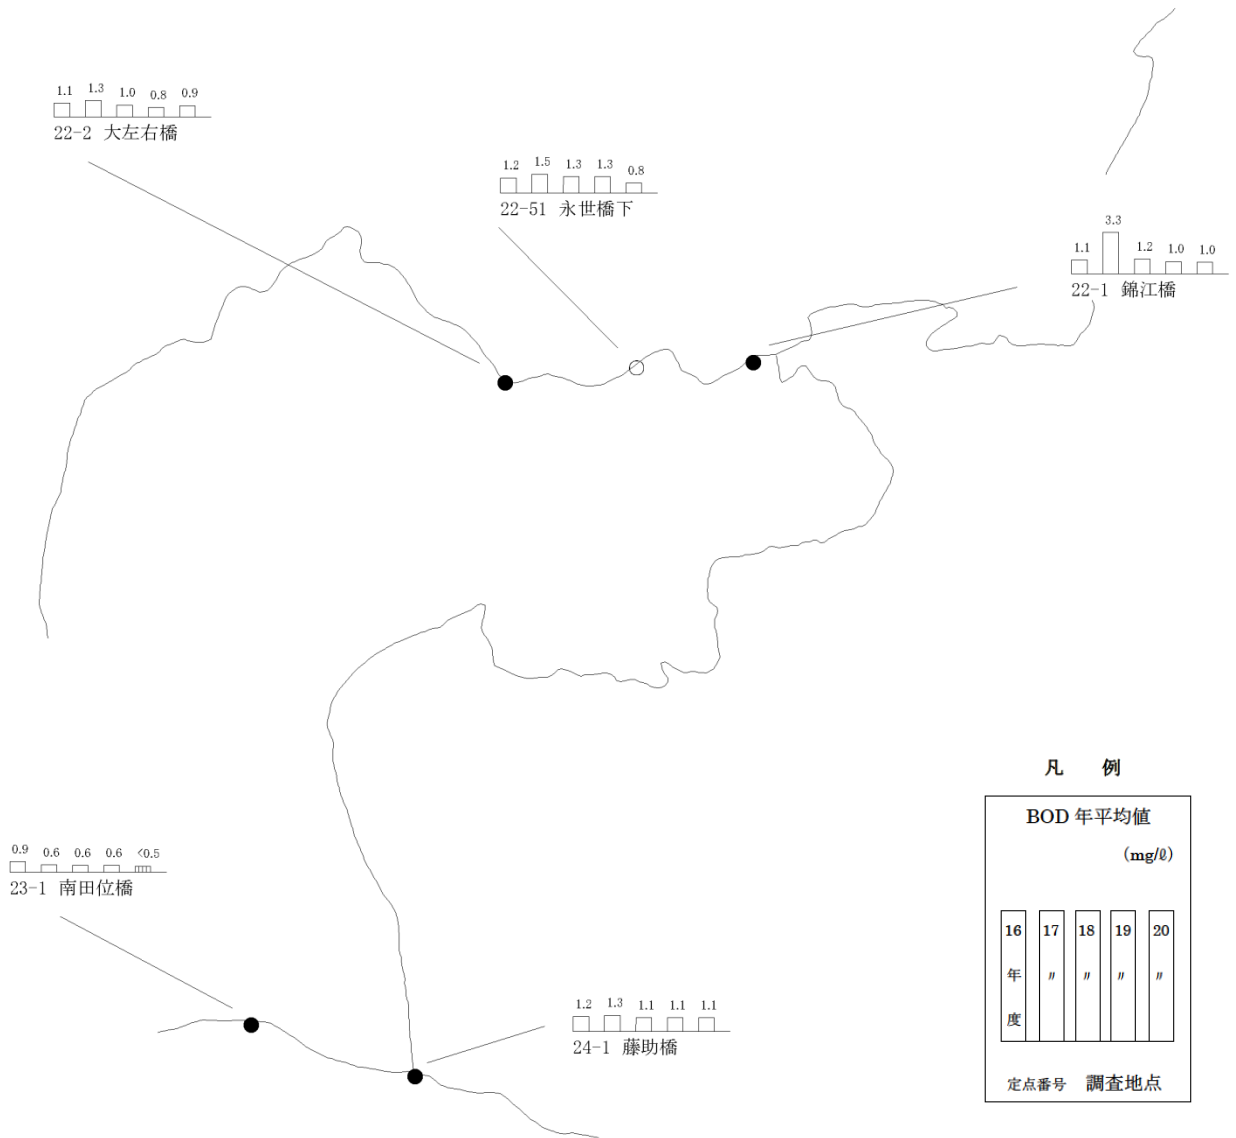 1.1 1.3 1.0 0.8 0.9
22-2 大左右橋
1.2 1.5 1.3 1.3 0.8
22-51 永世橋下
3.3
1.1 1.2 1.0 1.0
22-1 錦江橋
0.9 0.6 0.6 0.6 <0.5
23-1 南田位橋
1.2 1.3 1.1 1.1 1.1
24-1 藤助橋
凡 例
BOD 年平均値
(mg/ℓ)
16 17 18 19 20
年 〃 〃 〃 〃
度
定点番号 調査地点